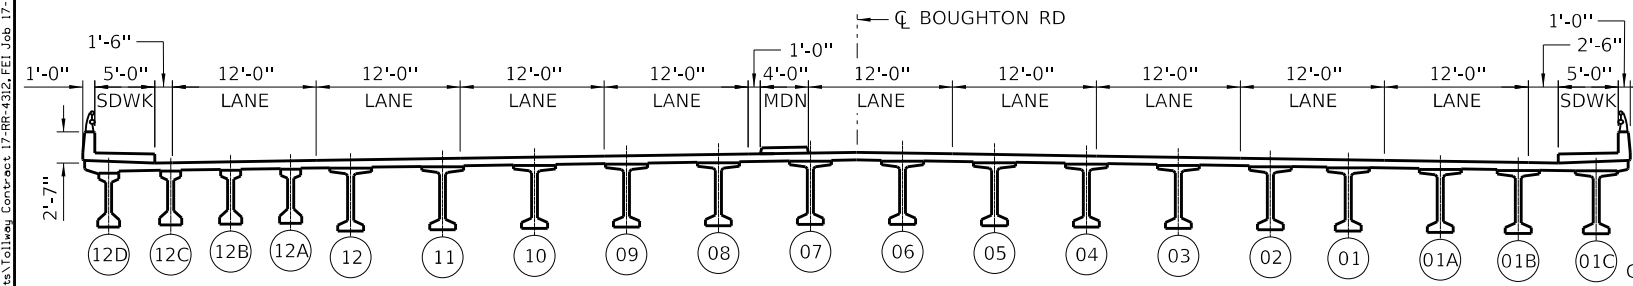 ts\Tollway Contract 17-RR-4312, FEI Job 17-
℄ BOUGHTON RD
1'-6"
1'-0"
1'-0"
2'-6"
1'-0" 5'-0" 12'-0" 12'-0" 12'-0" 12'-0" 4'-0" 12'-0" 12'-0" 12'-0" 12'-0" 12'-0" 5'-0"
SDWK LANE LANE LANE LANE MDN LANE LANE LANE LANE LANE SDWK
2'-7"
12D 12C 12B 12A 12 11 10 09 08 07 06 05 04 03 02 01 01A 01B 01C